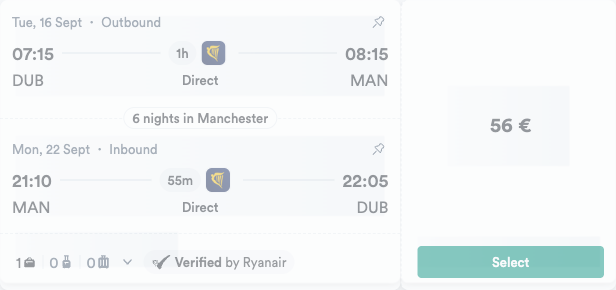 Tue, 16 Sept • Outbound
07:15 1h 08:15
DUB Direct MAN
6 nights in Manchester
Mon, 22 Sept • Inbound
21:10 55m 22:05
MAN Direct DUB
1 0 0 Verified by Ryanair
56 €
Select